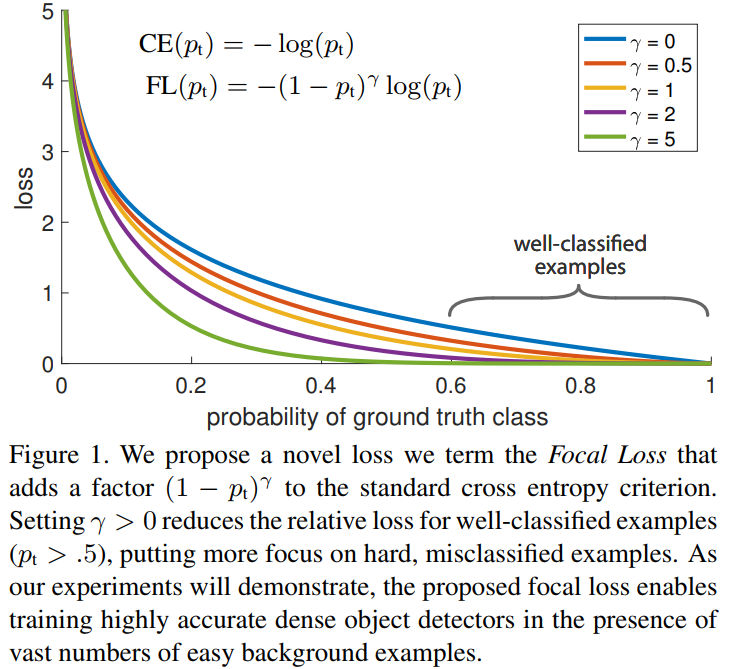 5
4
3
2
1
0
loss
CE(pₜ) = − log(pₜ)
FL(pₜ) = −(1 − pₜ)ᵞ log(pₜ)
γ = 0
γ = 0.5
γ = 1
γ = 2
γ = 5
well-classified
examples
0 0.2 0.4 0.6 0.8 1
probability of ground truth class
Figure 1. We propose a novel loss we term the Focal Loss that
adds a factor (1 − pₜ)ᵞ to the standard cross entropy criterion.
Setting γ > 0 reduces the relative loss for well-classified examples
(pₜ > .5), putting more focus on hard, misclassified examples. As
our experiments will demonstrate, the proposed focal loss enables
training highly accurate dense object detectors in the presence of
vast numbers of easy background examples.